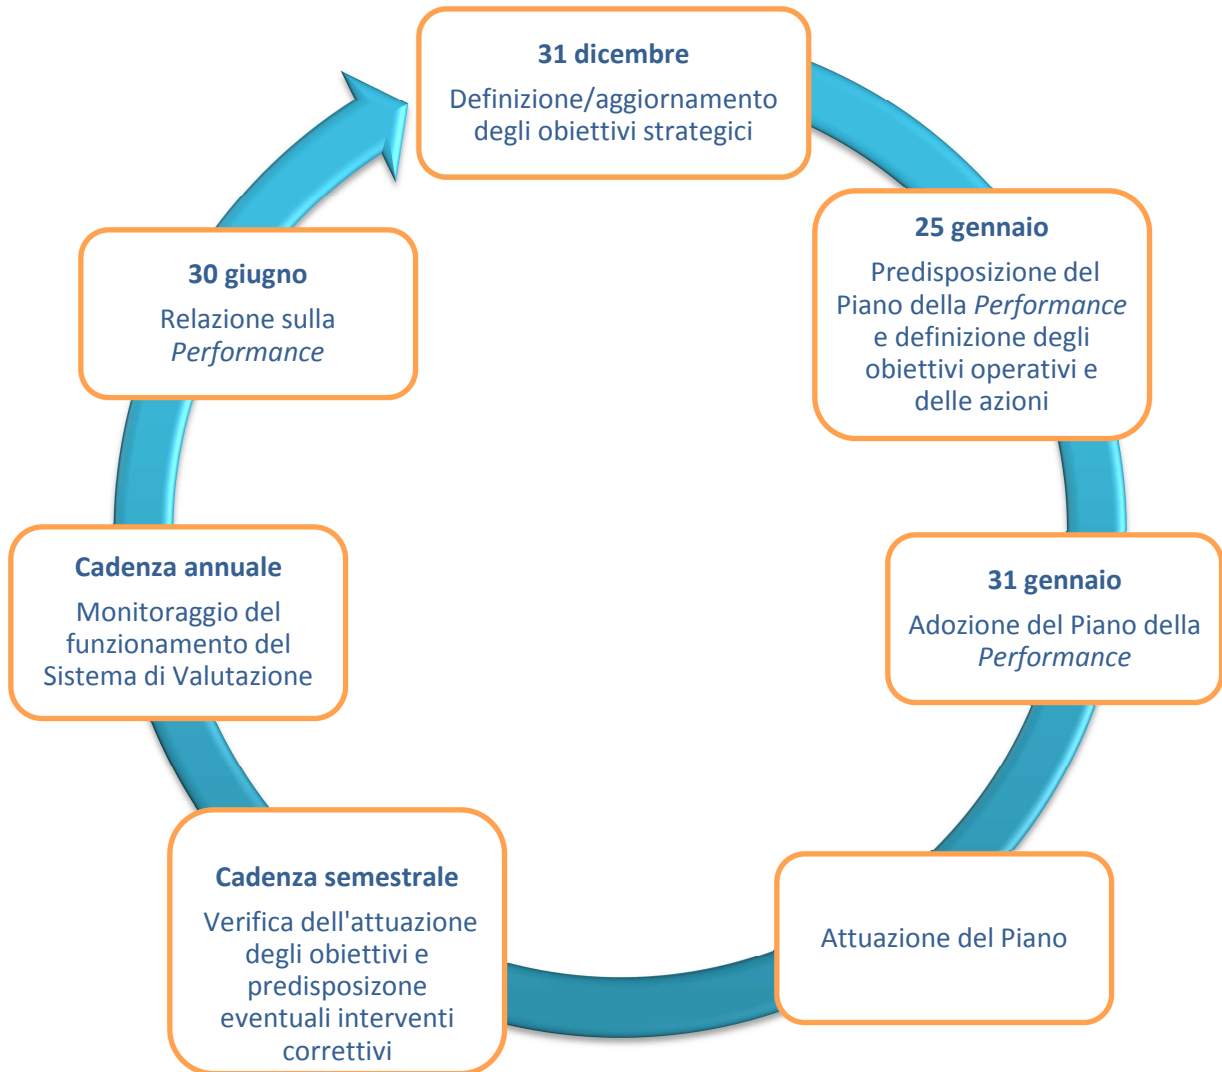 31 dicembre
Definizione/aggiornamento
degli obiettivi strategici
25 gennaio
Predisposizione del
Piano della Performance
e definizione degli
obiettivi operativi e
delle azioni
31 gennaio
Adozione del Piano della
Performance
Attuazione del Piano
Cadenza semestrale
Verifica dell'attuazione
degli obiettivi e
predisposizone
eventuali interventi
correttivi
Cadenza annuale
Monitoraggio del
funzionamento del
Sistema di Valutazione
30 giugno
Relazione sulla
Performance